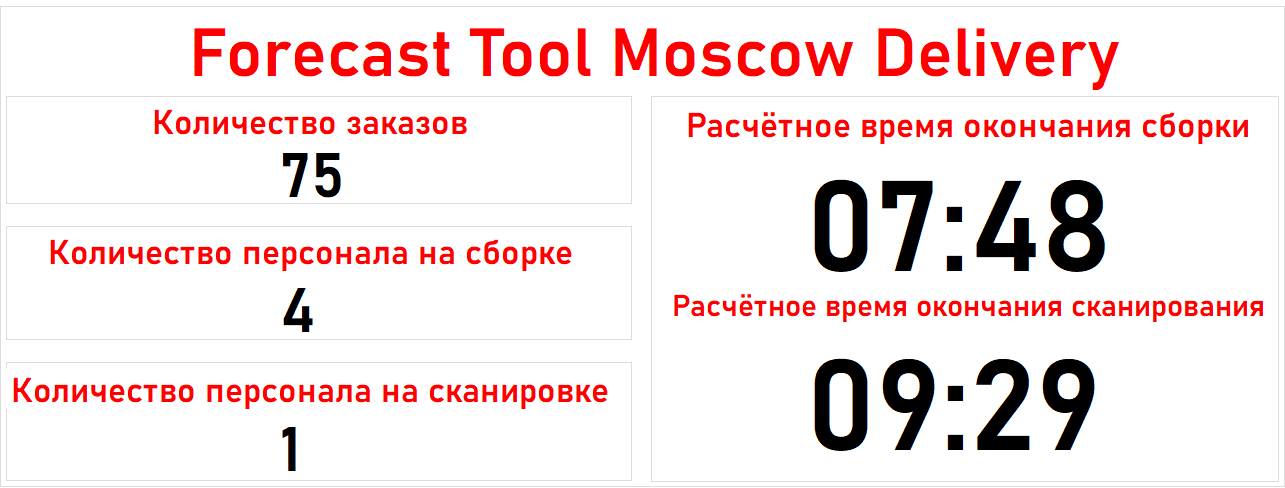 Forecast Tool Moscow Delivery
Количество заказов
75
Количество персонала на сборке
4
Количество персонала на сканировке
1
Расчётное время окончания сборки
07:48
Расчётное время окончания сканирования
09:29